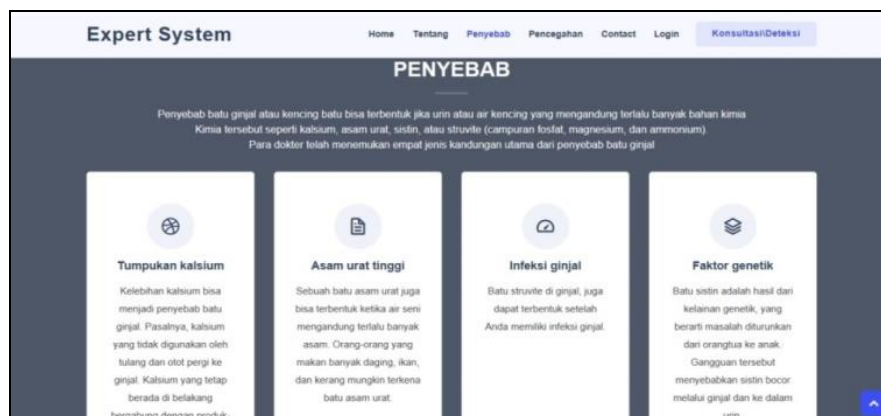 Expert System
Home Tentang Penyebab Pencegahan Contact Login Konsultasi\Deteksi
PENYEBAB
Penyebab batu ginjal atau kencing batu bisa terbentuk jika urin atau air kencing yang mengandung terlalu banyak bahan kimia
Kimia tersebut seperti kalsium, asam urat, sistin, atau struvite (campuran fosfat, magnesium, dan ammonium).
Para dokter telah menemukan empat jenis kandungan utama dari penyebab batu ginjal
Tumpukan kalsium
Kelebihan kalsium bisa
menjadi penyebab batu
ginjal. Pasalnya, kalsium
yang tidak digunakan oleh
tulang dan otot pergi ke
ginjal. Kalsium yang tetap
berada di belakang
bergabung dengan produk-
Asam urat tinggi
Sebuah batu asam urat juga
bisa terbentuk ketika air seni
mengandung terlalu banyak
asam. Orang-orang yang
makan banyak daging, ikan,
dan kerang mungkin terkena
batu asam urat.
Infeksi ginjal
Batu struvite di ginjal, juga
dapat terbentuk setelah
Anda memiliki infeksi ginjal.
Faktor genetik
Batu sistin adalah hasil dari
kelainan genetik, yang
berarti masalah diturunkan
dari orangtua ke anak.
Gangguan tersebut
menyebabkan sistin bocor
melalui ginjal dan ke dalam
urin.